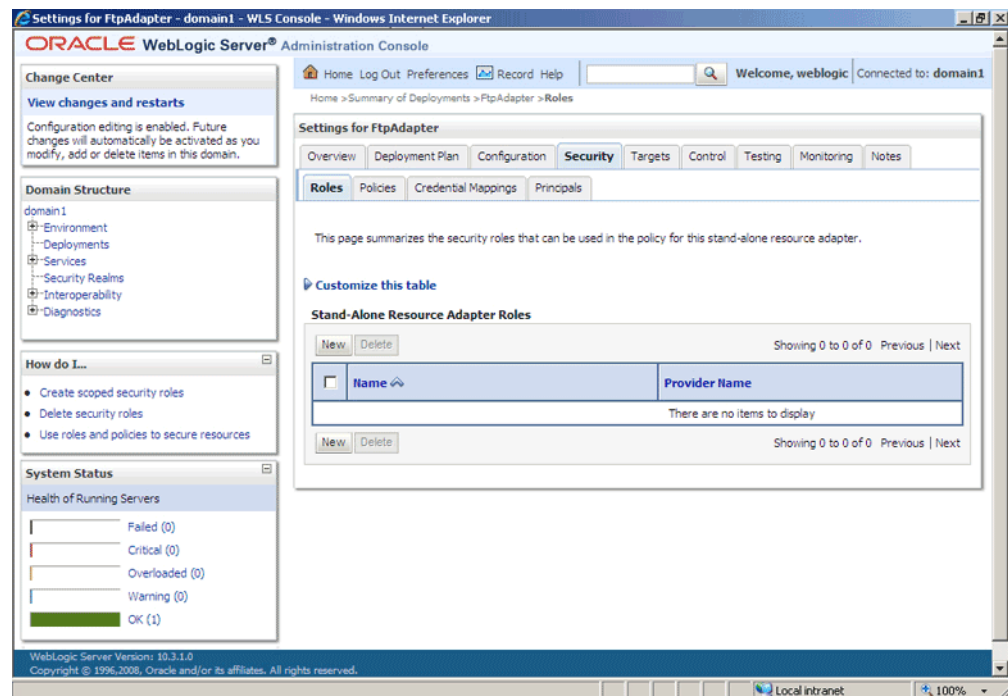 Settings for FtpAdapter - domain1 - WLS Console - Windows Internet Explorer
ORACLE WebLogic Server® Administration Console
Change Center
View changes and restarts
Configuration editing is enabled. Future
changes will automatically be activated as you
modify, add or delete items in this domain.
Domain Structure
domain1
Environment
Deployments
Services
Security Realms
Interoperability
Diagnostics
How do I...
Create scoped security roles
Delete security roles
Use roles and policies to secure resources
System Status
Health of Running Servers
Failed (0)
Critical (0)
Overloaded (0)
Warning (0)
OK (1)
Home Log Out Preferences Record Help
Welcome, weblogic Connected to: domain1
Home >Summary of Deployments >FtpAdapter >Roles
Settings for FtpAdapter
Overview Deployment Plan Configuration Security Targets Control Testing Monitoring Notes
Roles Policies Credential Mappings Principals
This page summarizes the security roles that can be used in the policy for this stand-alone resource adapter.
Customize this table
Stand-Alone Resource Adapter Roles
New Delete Showing 0 to 0 of 0 Previous | Next
Name Provider Name
There are no items to display
New Delete Showing 0 to 0 of 0 Previous | Next
WebLogic Server Version: 10.3.1.0
Copyright © 1996,2008, Oracle and/or its affiliates. All rights reserved.
Local intranet 100%